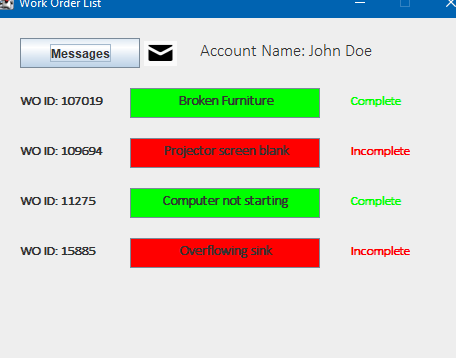 Work Order List
Messages
Account Name: John Doe
WO ID: 107019 Broken Furniture Complete
WO ID: 109694 Projector screen blank Incomplete
WO ID: 11275 Computer not starting Complete
WO ID: 15885 Overflowing sink Incomplete